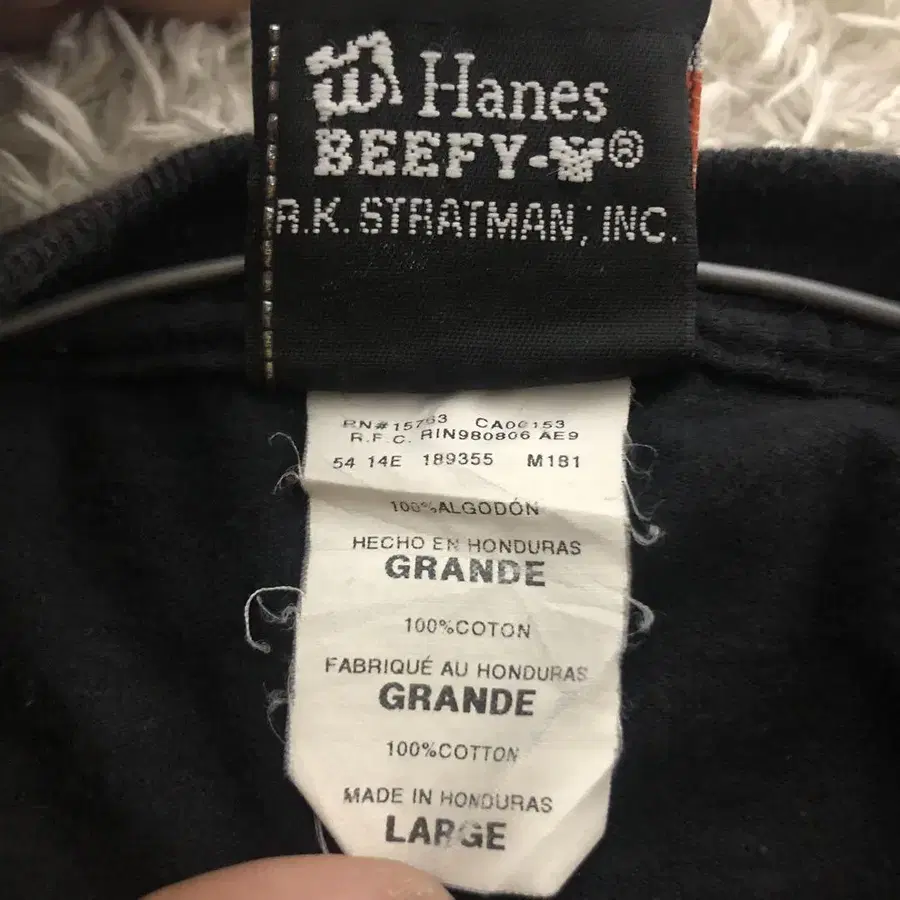 Hanes
BEEFY-T®
R.K. STRATMAN, INC.
RN#15763 CA00153
R.F.C. RIN980806 AE9
54 14E 189355 M1B1
100%ALGODÓN
HECHO EN HONDURAS
GRANDE
100%COTON
FABRIQUÉ AU HONDURAS
GRANDE
100%COTTON
MADE IN HONDURAS
LARGE